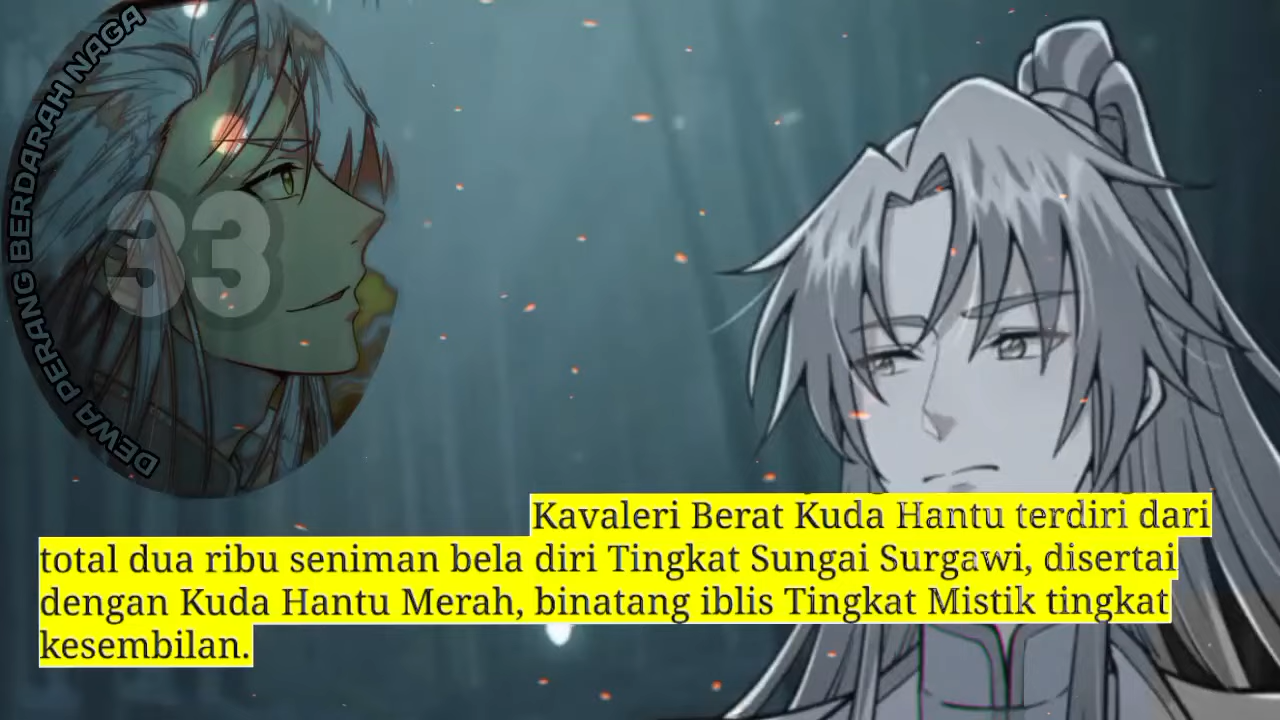 DEWA PERANG BERDARAH NAGA
33
Kavaleri Berat Kuda Hantu terdiri dari
total dua ribu seniman bela diri Tingkat Sungai Surgawi, disertai
dengan Kuda Hantu Merah, binatang iblis Tingkat Mistik tingkat
kesembilan.